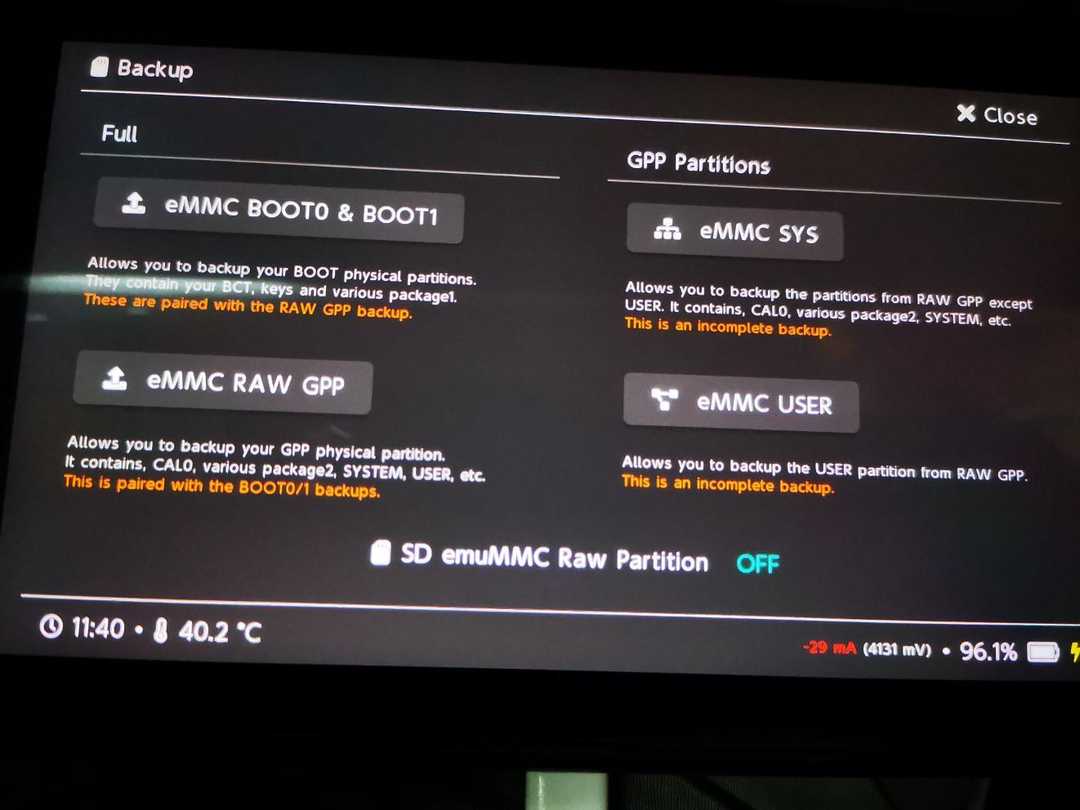 Backup
Close
Full
eMMC BOOT0 & BOOT1
Allows you to backup your BOOT physical partitions.
They contain your BCT, keys and various package1.
These are paired with the RAW GPP backup.
eMMC RAW GPP
Allows you to backup your GPP physical partition.
It contains, CAL0, various package2, SYSTEM, USER, etc.
This is paired with the BOOT0/1 backups.
GPP Partitions
eMMC SYS
Allows you to backup the partitions from RAW GPP except
USER. It contains, CAL0, various package2, SYSTEM, etc.
This is an incomplete backup.
eMMC USER
Allows you to backup the USER partition from RAW GPP.
This is an incomplete backup.
SD emuMMC Raw Partition OFF
11:40 • 40.2 °C
-29 mA (4131 mV) • 96.1%